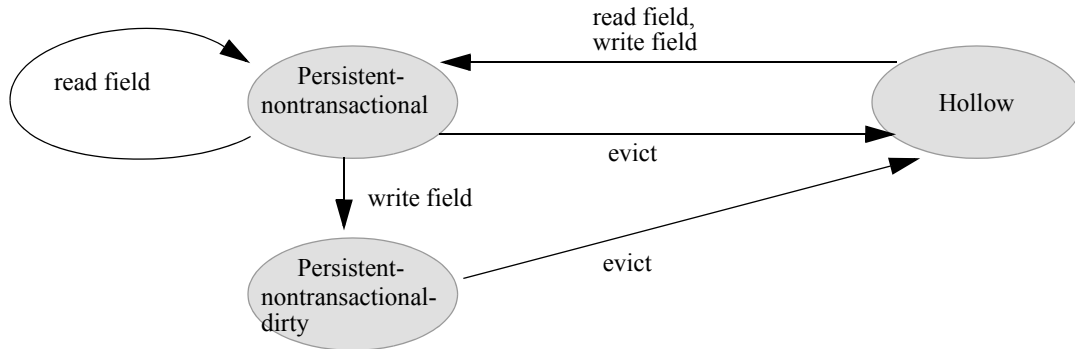 read field,
write field
read field
Persistent-
nontransactional
Hollow
evict
write field
evict
Persistent-
nontransactional-
dirty